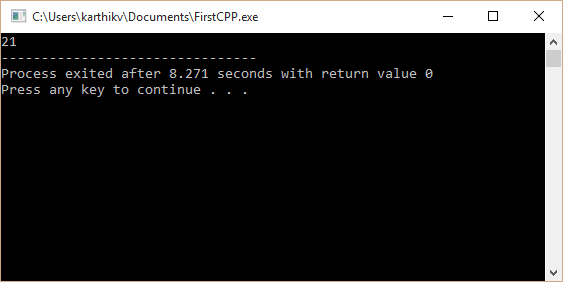 C:\Users\karthikv\Documents\FirstCPP.exe
21
--------------------------------
Process exited after 8.271 seconds with return value 0
Press any key to continue . . .